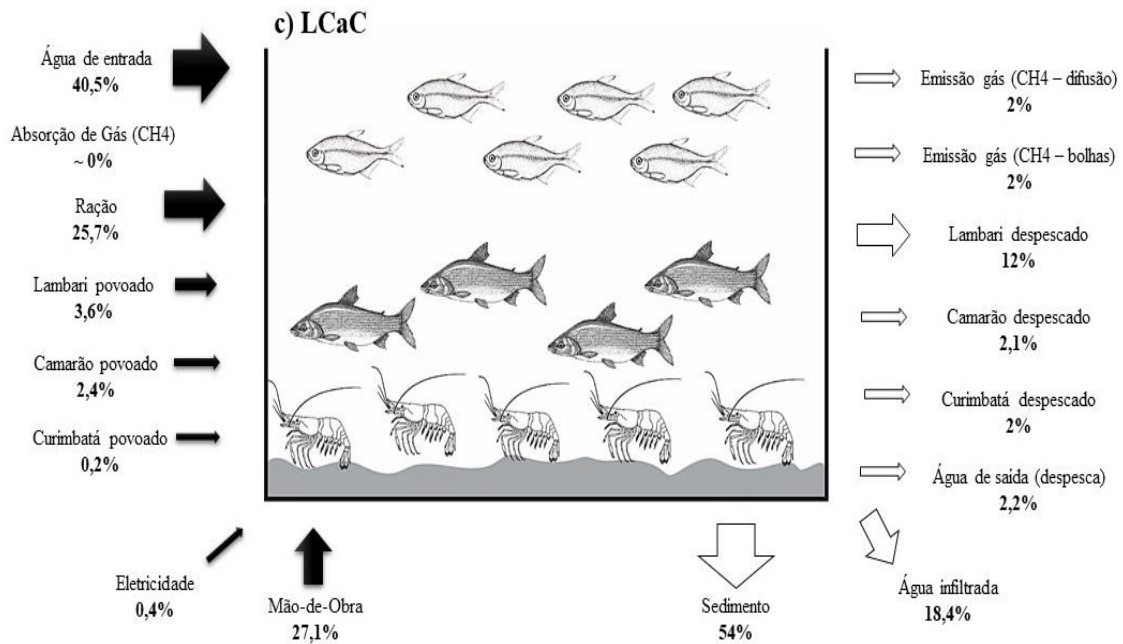 c) LCaC
Água de entrada
40,5%
Absorção de Gás (CH4)
~ 0%
Ração
25,7%
Lambari povoado
3,6%
Camarão povoado
2,4%
Curimbatá povoado
0,2%
Eletricidade
0,4%
Mão-de-Obra
27,1%
Emissão gás (CH4 – difusão)
2%
Emissão gás (CH4 – bolhas)
2%
Lambari despescado
12%
Camarão despescado
2,1%
Curimbatá despescado
2%
Água de saída (despesca)
2,2%
Água infiltrada
18,4%
Sedimento
54%